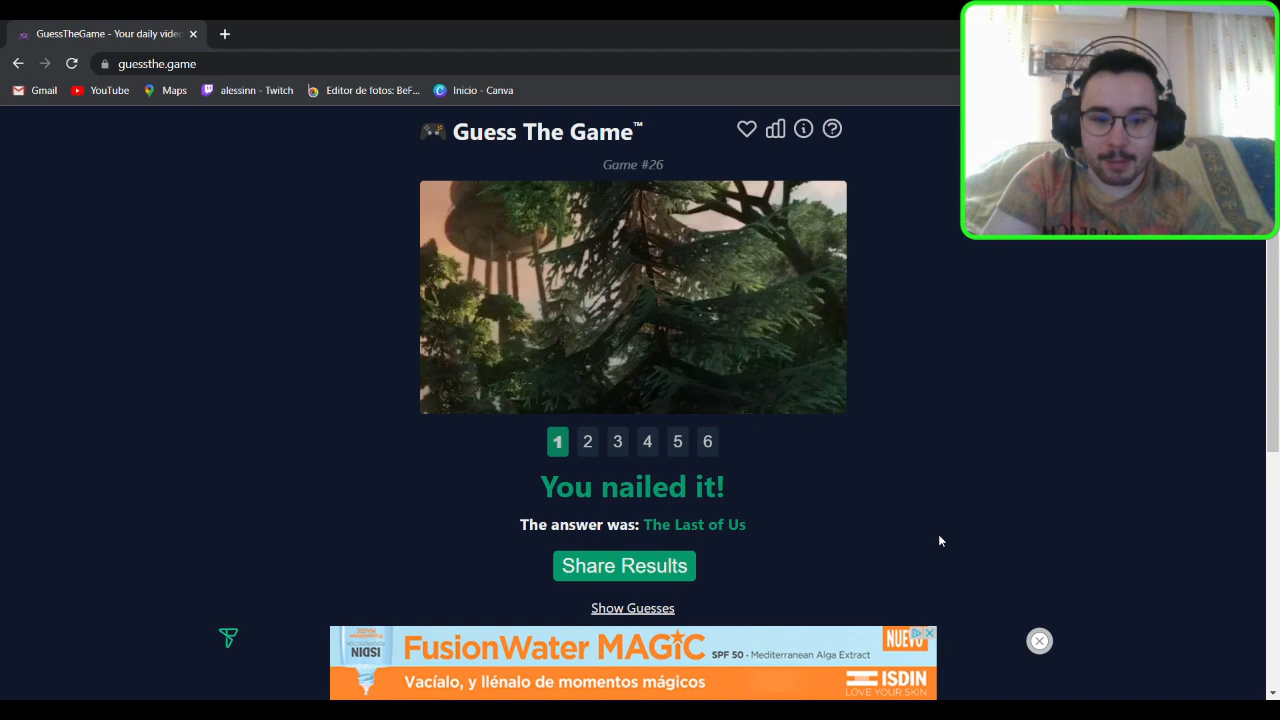 GuessTheGame - Your daily vide
guessthe.game
Gmail
YouTube
Maps
alessinn - Twitch
Editor de fotos: BeF...
Inicio - Canva
Guess The Game™
Game #26
1 2 3 4 5 6
You nailed it!
The answer was: The Last of Us
Share Results
Show Guesses
ISDIN
FusionWater MAGIC SPF 50 · Mediterranean Alga Extract
NUEVO
Vacíalo, y llénalo de momentos mágicos
ISDIN
LOVE YOUR SKIN